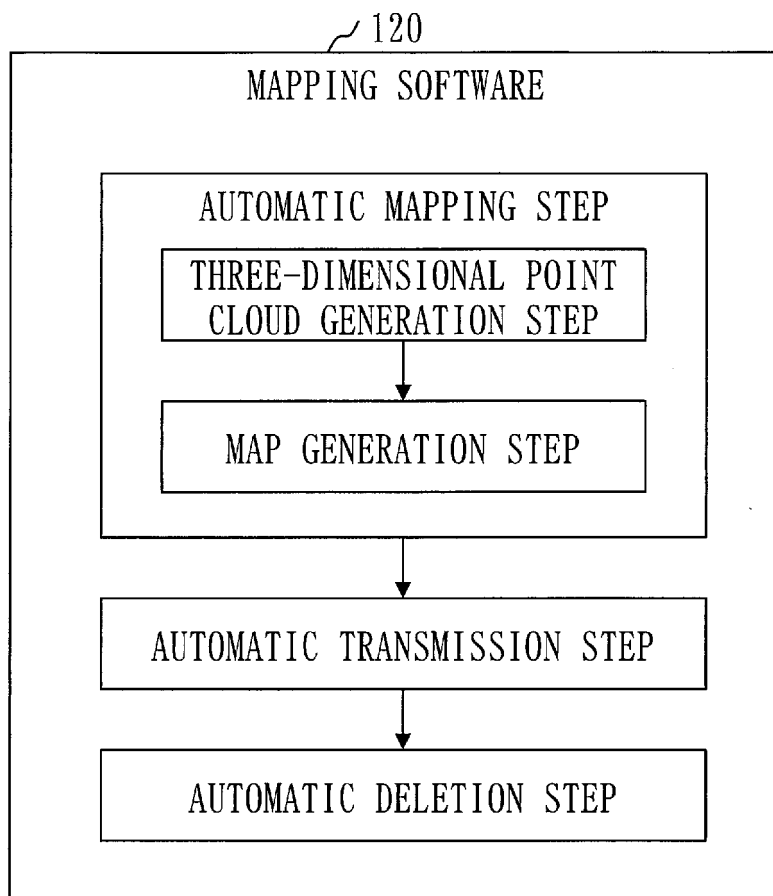 120
MAPPING SOFTWARE
AUTOMATIC MAPPING STEP
THREE-DIMENSIONAL POINT
CLOUD GENERATION STEP
MAP GENERATION STEP
AUTOMATIC TRANSMISSION STEP
AUTOMATIC DELETION STEP